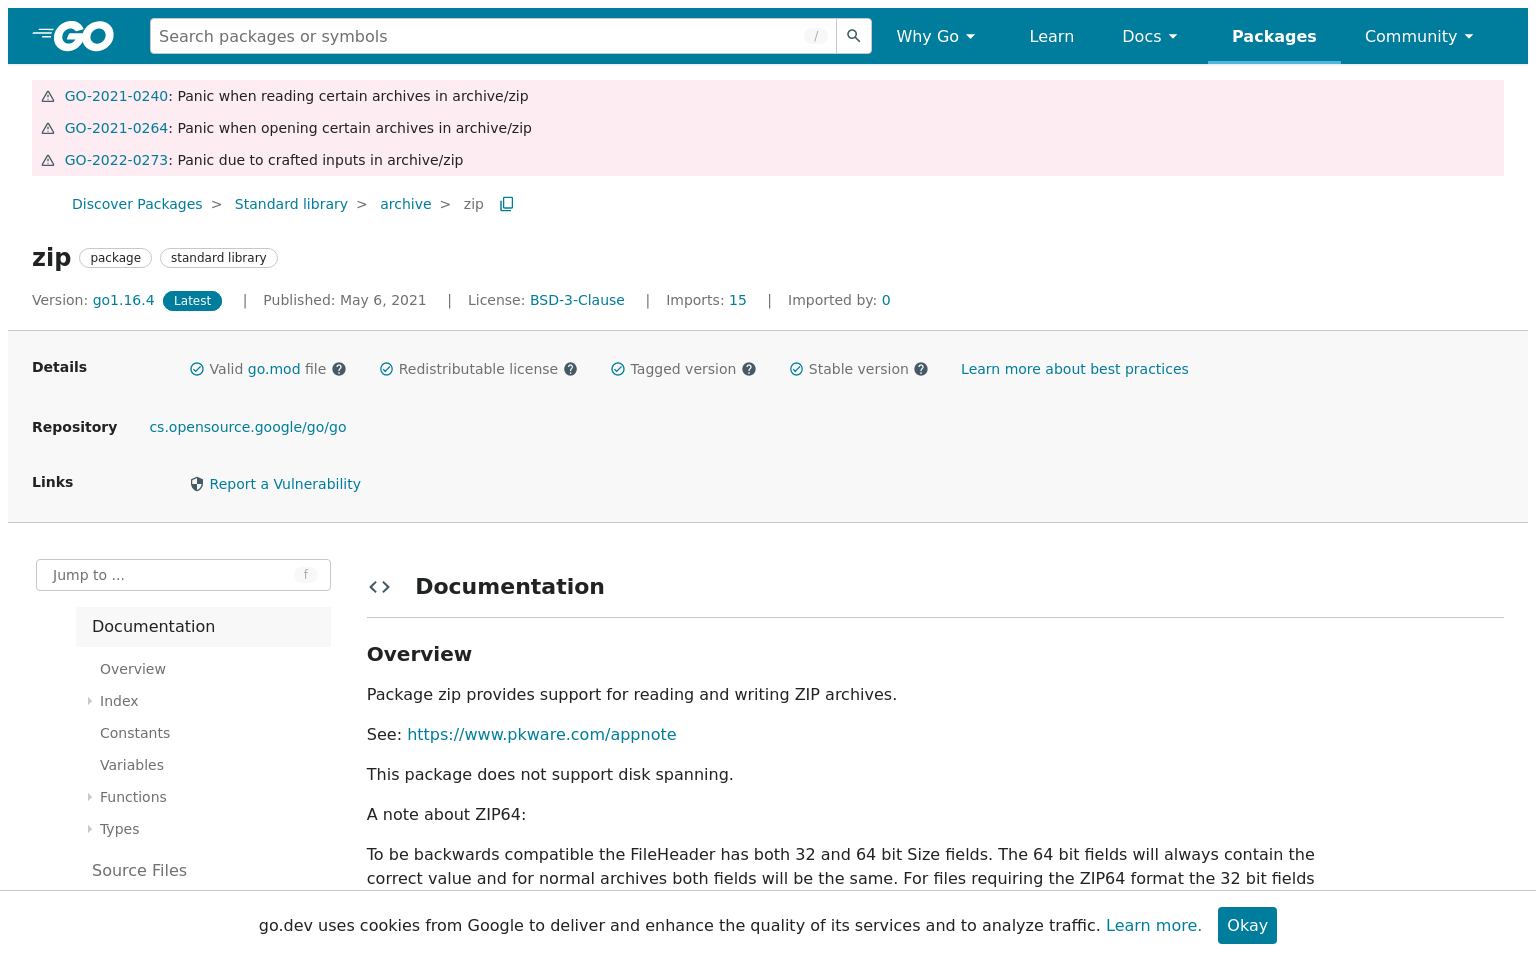 GO
Search packages or symbols /
Why Go
Learn
Docs
Packages
Community
GO-2021-0240: Panic when reading certain archives in archive/zip
GO-2021-0264: Panic when opening certain archives in archive/zip
GO-2022-0273: Panic due to crafted inputs in archive/zip
Discover Packages > Standard library > archive > zip
zip package standard library
Version: go1.16.4 Latest | Published: May 6, 2021 | License: BSD-3-Clause | Imports: 15 | Imported by: 0
Details Valid go.mod file Redistributable license Tagged version Stable version Learn more about best practices
Repository cs.opensource.google/go/go
Links Report a Vulnerability
Jump to ... f
Documentation
Overview
Index
Constants
Variables
Functions
Types
Source Files
Documentation
Overview
Package zip provides support for reading and writing ZIP archives.
See: https://www.pkware.com/appnote
This package does not support disk spanning.
A note about ZIP64:
To be backwards compatible the FileHeader has both 32 and 64 bit Size fields. The 64 bit fields will always contain the
correct value and for normal archives both fields will be the same. For files requiring the ZIP64 format the 32 bit fields
go.dev uses cookies from Google to deliver and enhance the quality of its services and to analyze traffic. Learn more. Okay